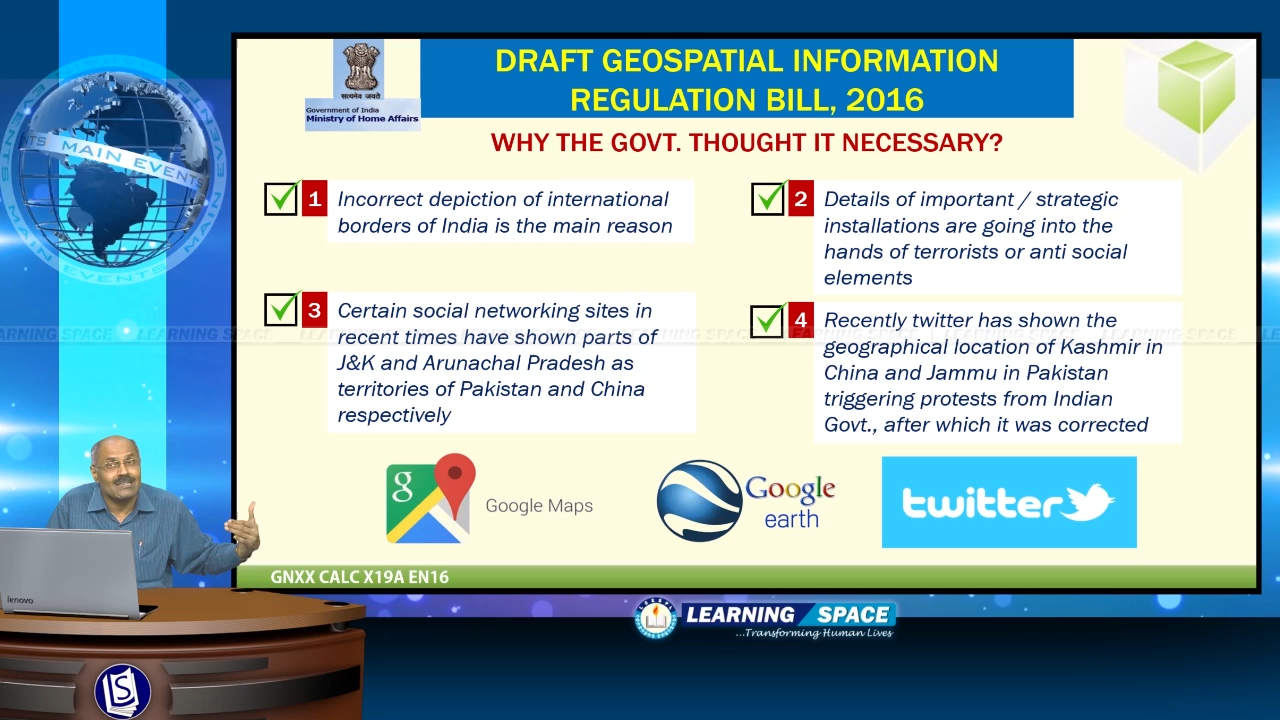 DRAFT GEOSPATIAL INFORMATION
REGULATION BILL, 2016
सत्यमेव जयते
Government of India
Ministry of Home Affairs
WHY THE GOVT. THOUGHT IT NECESSARY?
1 Incorrect depiction of international
borders of India is the main reason
2 Details of important / strategic
installations are going into the
hands of terrorists or anti social
elements
3 Certain social networking sites in
recent times have shown parts of
J&K and Arunachal Pradesh as
territories of Pakistan and China
respectively
4 Recently twitter has shown the
geographical location of Kashmir in
China and Jammu in Pakistan
triggering protests from Indian
Govt., after which it was corrected
g Google Maps
Google
earth
twitter
GNXX CALC X19A EN16
LEARNING SPACE
...Transforming Human Lives
MAIN EVENTS
lenovo
LS